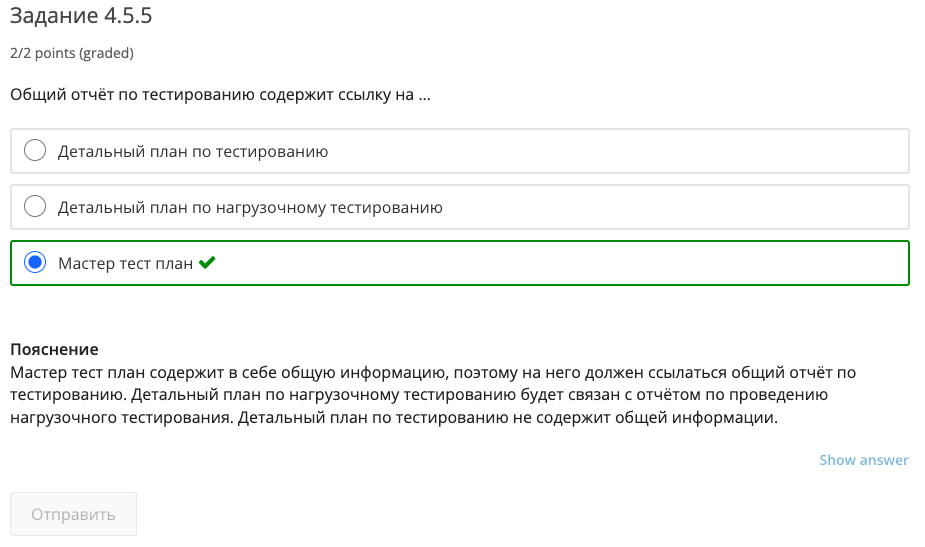 Задание 4.5.5
2/2 points (graded)
Общий отчёт по тестированию содержит ссылку на ...
Детальный план по тестированию
Детальный план по нагрузочному тестированию
Мастер тест план
Пояснение
Мастер тест план содержит в себе общую информацию, поэтому на него должен ссылаться общий отчёт по
тестированию. Детальный план по нагрузочному тестированию будет связан с отчётом по проведению
нагрузочного тестирования. Детальный план по тестированию не содержит общей информации.
Show answer
Отправить